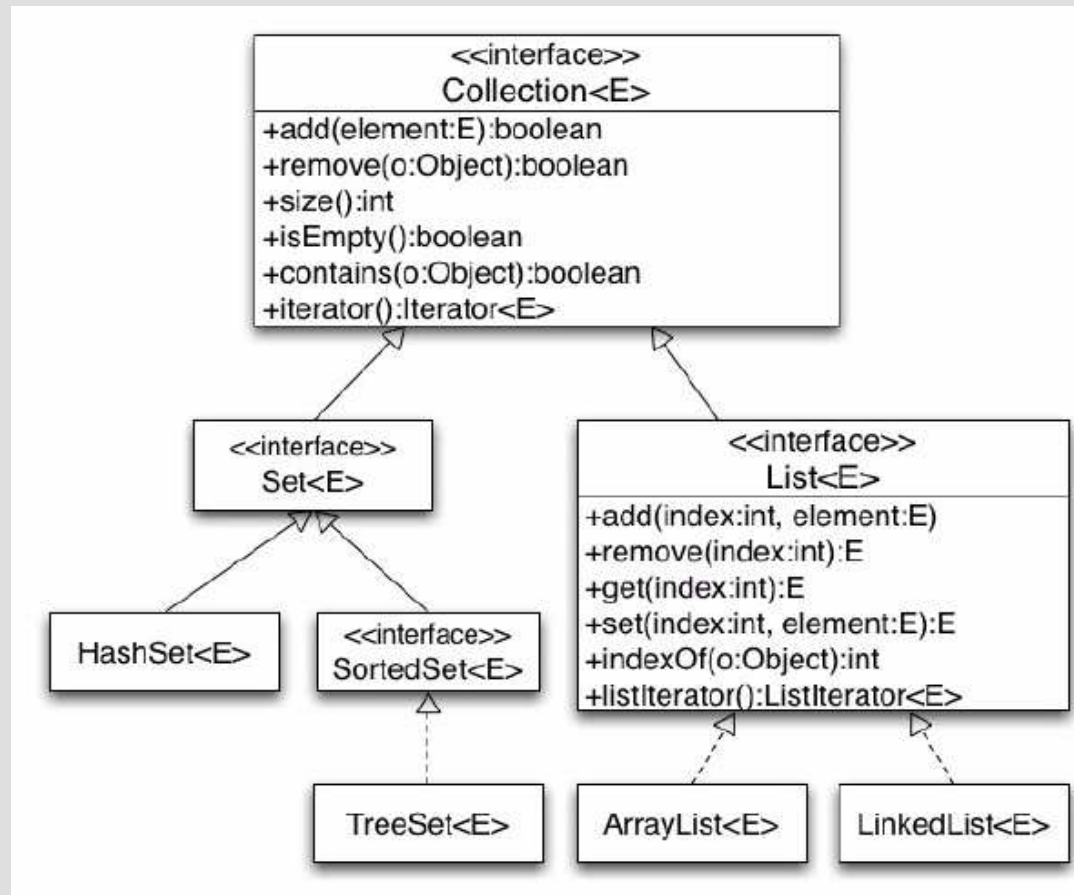 <<interface>>
Collection<E>
+add(element:E):boolean
+remove(o:Object):boolean
+size():int
+isEmpty():boolean
+contains(o:Object):boolean
+iterator():Iterator<E>
<<interface>>
Set<E>
<<interface>>
List<E>
+add(index:int, element:E)
+remove(index:int):E
+get(index:int):E
+set(index:int, element:E):E
+indexOf(o:Object):int
+listIterator():ListIterator<E>
HashSet<E>
<<interface>>
SortedSet<E>
TreeSet<E>
ArrayList<E>
LinkedList<E>